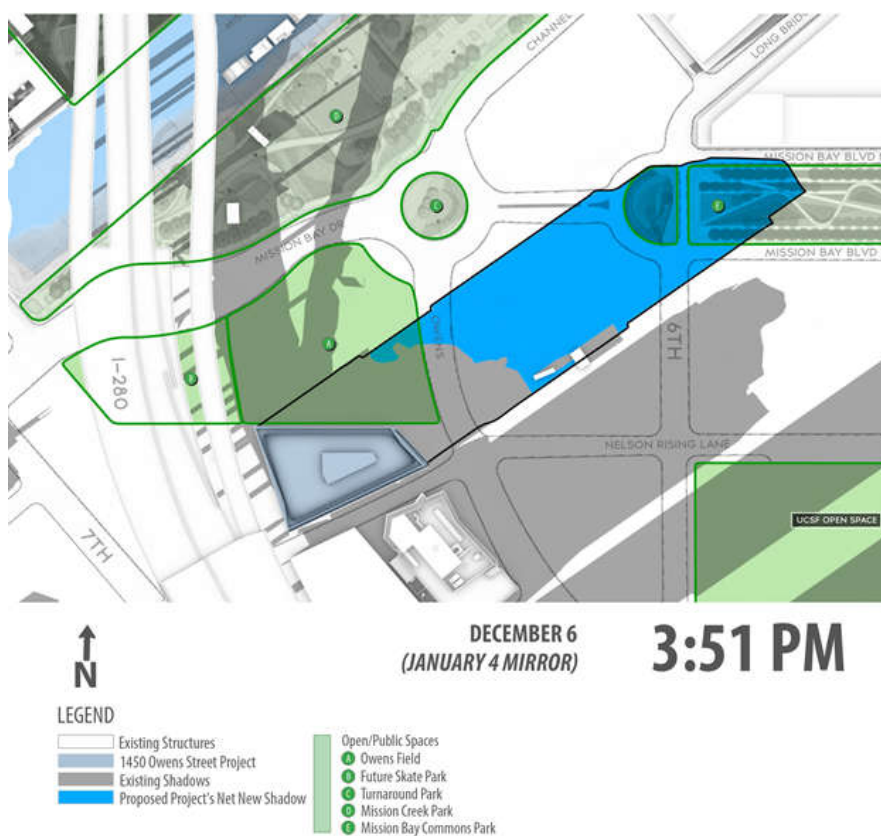 CHANNEL
LONG BRIDGE
MISSION BAY BLVD
D
C
E
MISSION BAY DR
MISSION BAY BLVD
A
OWENS
6TH
I-280
NELSON RISING LANE
UCSF OPEN SPACE
7TH
N
DECEMBER 6
(JANUARY 4 MIRROR)
3:51 PM
LEGEND
Existing Structures
1450 Owens Street Project
Existing Shadows
Proposed Project's Net New Shadow
Open/Public Spaces
A Owens Field
B Future Skate Park
C Turnaround Park
D Mission Creek Park
E Mission Bay Commons Park